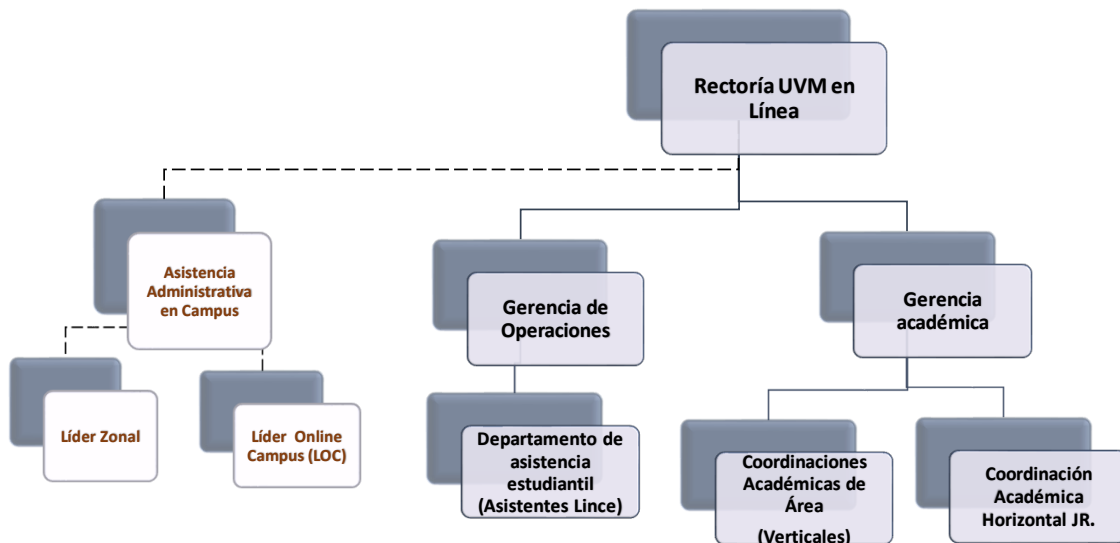 Rectoría UVM en
Línea
Asistencia
Administrativa
en Campus
Gerencia de
Operaciones
Gerencia
académica
Líder Zonal
Líder  Online
Campus (LOC)
Departamento de
asistencia
estudiantil
(Asistentes Lince)
Coordinaciones
Académicas de
Área
(Verticales)
Coordinación
Académica
Horizontal JR.